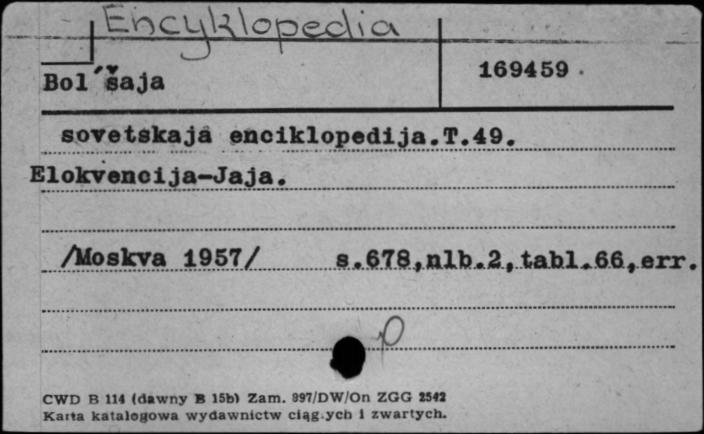 Encyklopedia
Bol´šaja
169459
sovetskaja enciklopedija.T.49.
Elokvencija-Jaja.
/Moskva 1957/ s.678,nlb.2,tabl.66,err.
p
CWD B 114 (dawny B 15b) Zam. 997/DW/On ZGG 2542
Karta katalogowa wydawnictw ciągłych i zwartych.